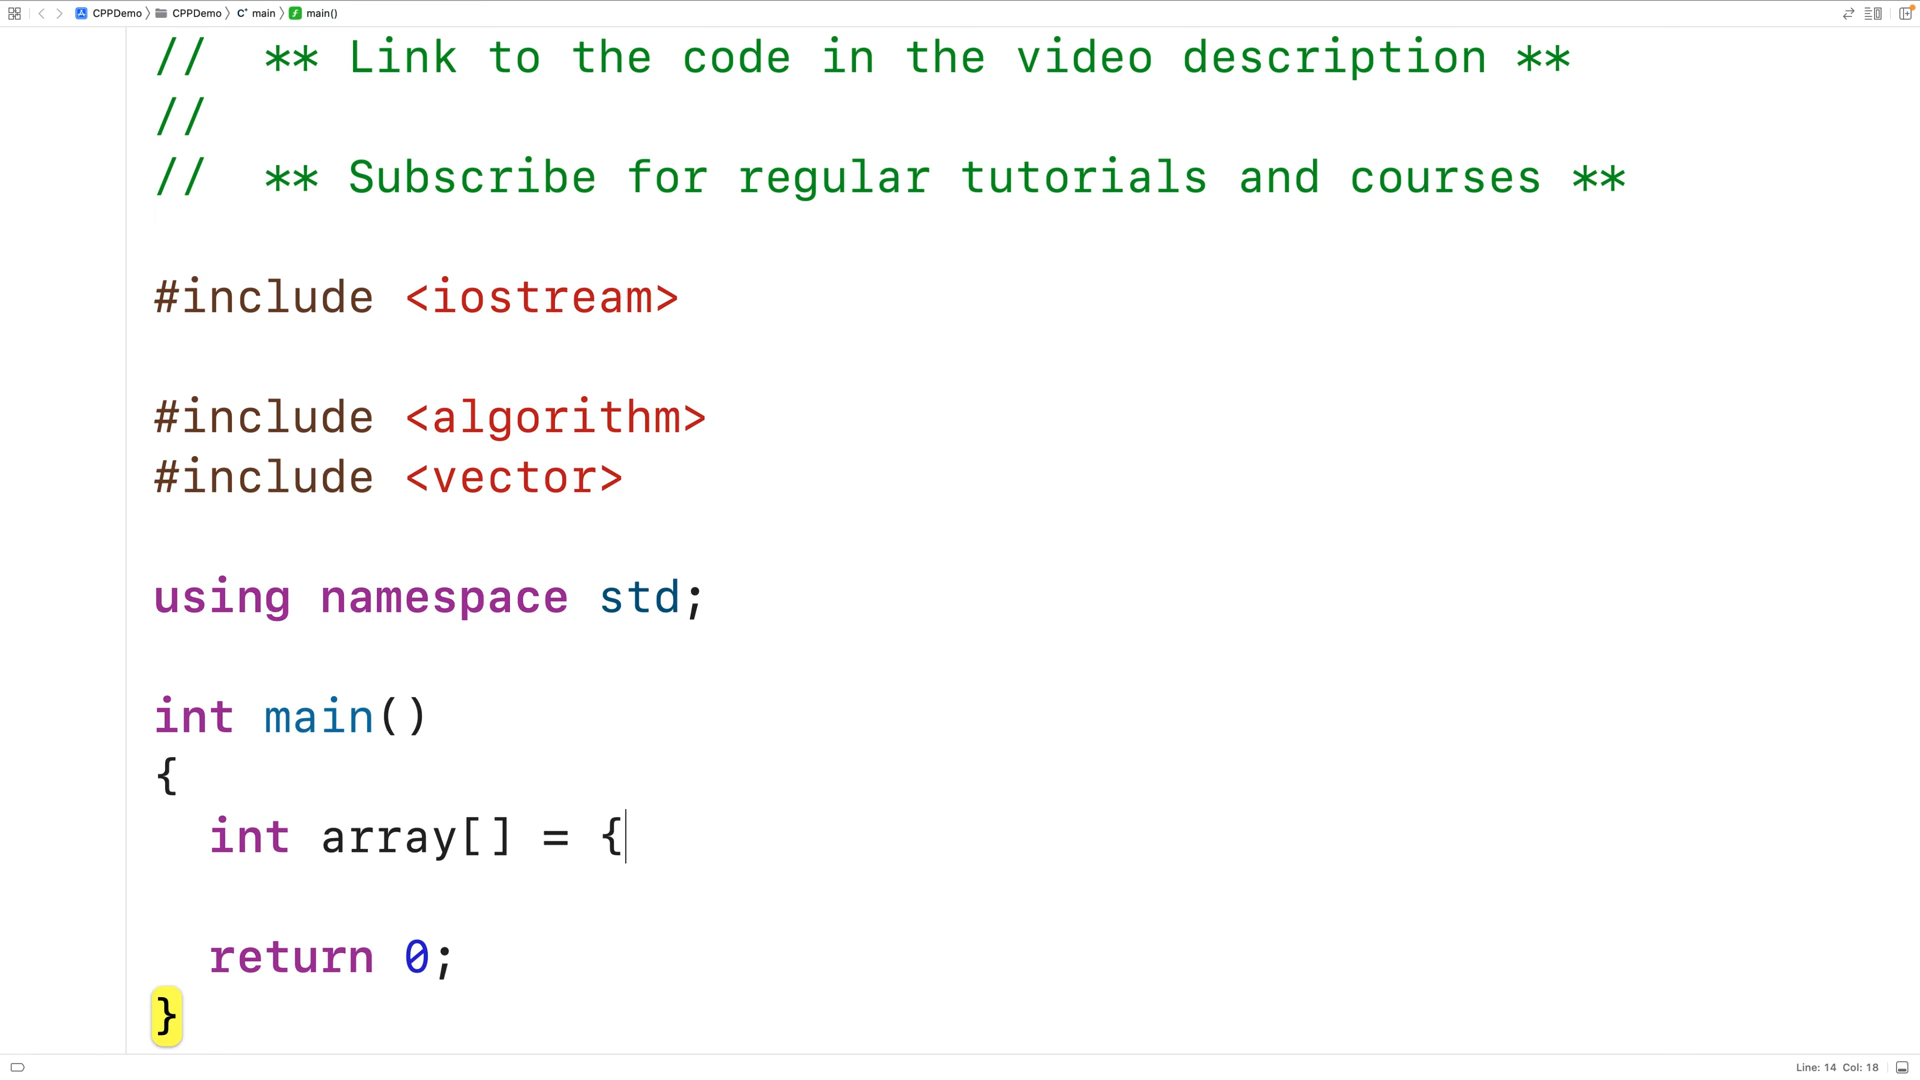 CPPDemo CPPDemo C+ main f main()
//  ** Link to the code in the video description **
//
//  ** Subscribe for regular tutorials and courses **
#include <iostream>
#include <algorithm>
#include <vector>
using namespace std;
int main()
{
  int array[] = {
  return 0;
}
Line: 14 Col: 18